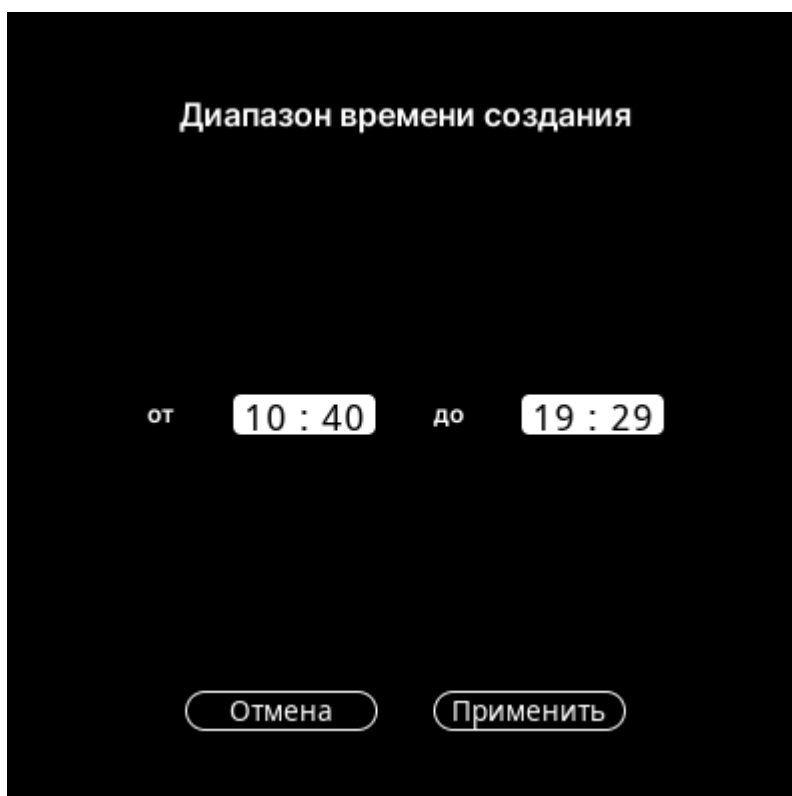 Диапазон времени создания
от 10 : 40 до 19 : 29
Отмена Применить